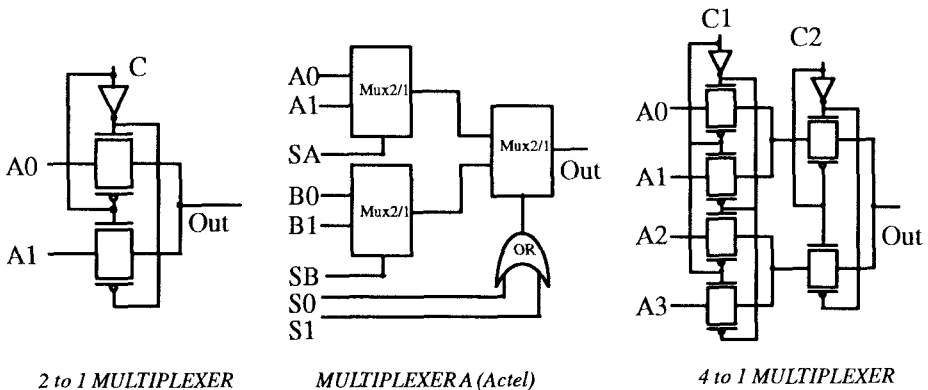 C
A0
A1
Out
2 to 1 MULTIPLEXER
A0
A1
SA
B0
B1
SB
S0
S1
Mux2/1
Mux2/1
Mux2/1
OR
Out
MULTIPLEXER A (Actel)
C1
C2
A0
A1
A2
A3
Out
4 to 1 MULTIPLEXER